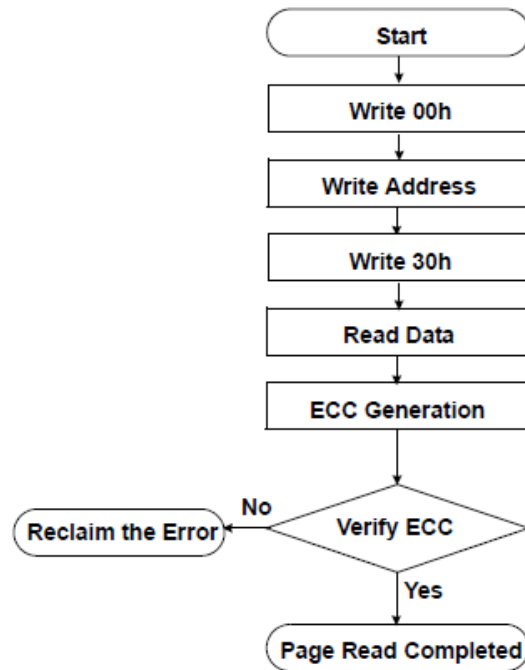 Start
Write 00h
Write Address
Write 30h
Read Data
ECC Generation
No
Reclaim the Error
Verify ECC
Yes
Page Read Completed